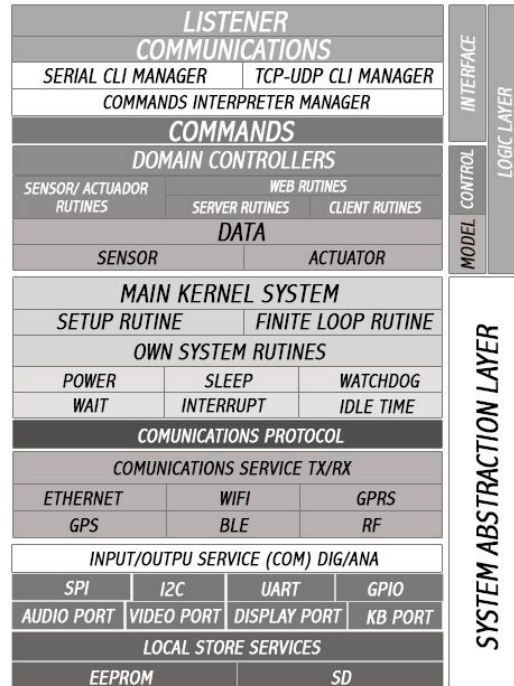 LISTENER
COMMUNICATIONS
SERIAL CLI MANAGER
TCP-UDP CLI MANAGER
COMMANDS INTERPRETER MANAGER
COMMANDS
DOMAIN CONTROLLERS
SENSOR/ ACTUADOR
RUTINES
WEB RUTINES
SERVER RUTINES
CLIENT RUTINES
DATA
SENSOR
ACTUATOR
INTERFACE
CONTROL
MODEL
LOGIC LAYER
MAIN KERNEL SYSTEM
SETUP RUTINE
FINITE LOOP RUTINE
OWN SYSTEM RUTINES
POWER
SLEEP
WATCHDOG
WAIT
INTERRUPT
IDLE TIME
COMUNICATIONS PROTOCOL
COMUNICATIONS SERVICE TX/RX
ETHERNET
WIFI
GPRS
GPS
BLE
RF
INPUT/OUTPU SERVICE (COM) DIG/ANA
SPI
I2C
UART
GPIO
AUDIO PORT
VIDEO PORT
DISPLAY PORT
KB PORT
LOCAL STORE SERVICES
EEPROM
SD
SYSTEM ABSTRACTION LAYER